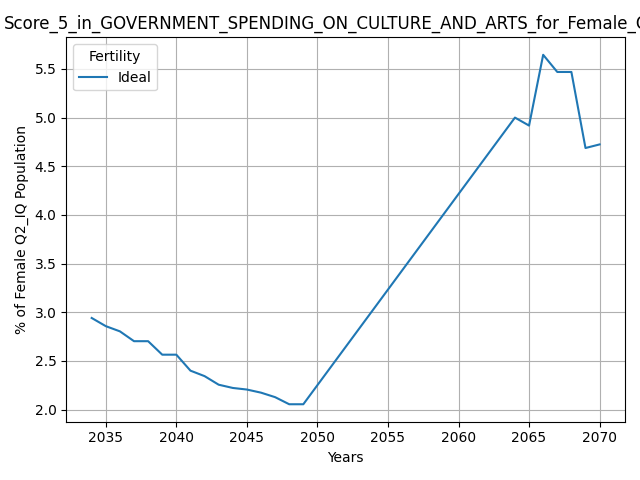 Score_5_in_GOVERNMENT_SPENDING_ON_CULTURE_AND_ARTS_for_Female_
Fertility
Ideal
% of Female Q2_IQ Population
5.5
5.0
4.5
4.0
3.5
3.0
2.5
2.0
2035 2040 2045 2050 2055 2060 2065 2070
Years